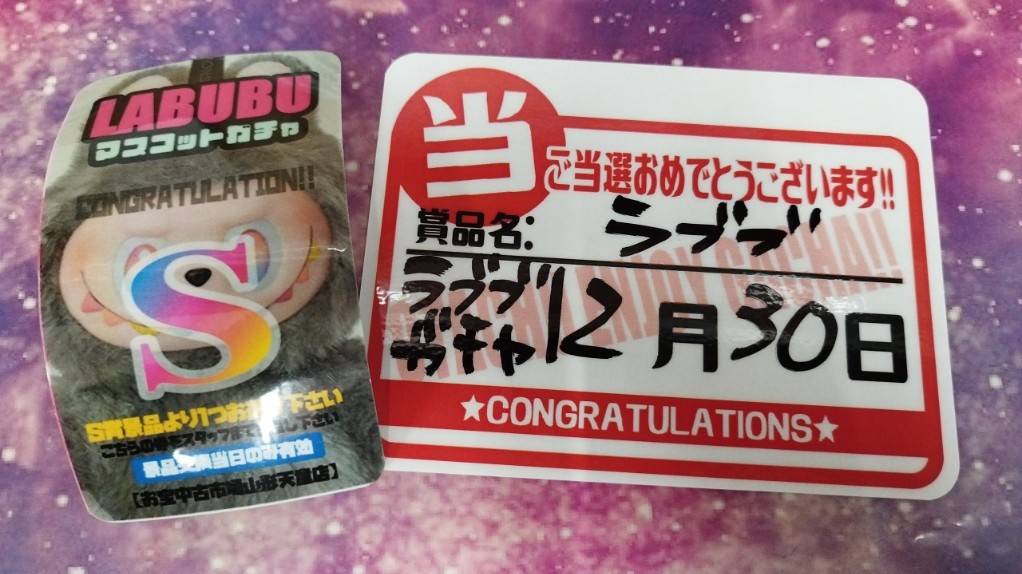 LABUBU
マスコットガチャ
CONGRATULATION!!
S
S賞景品より1つお選び下さい
こちらの券をスタッフまでお渡し下さい
景品交換当日のみ有効
【お宝中古市場山形天童店】
当
ご当選おめでとうございます!!
賞品名: ラブブ
ラブブ
ガチャ 12月30日
ENJOY GACHA!!
★CONGRATULATIONS★